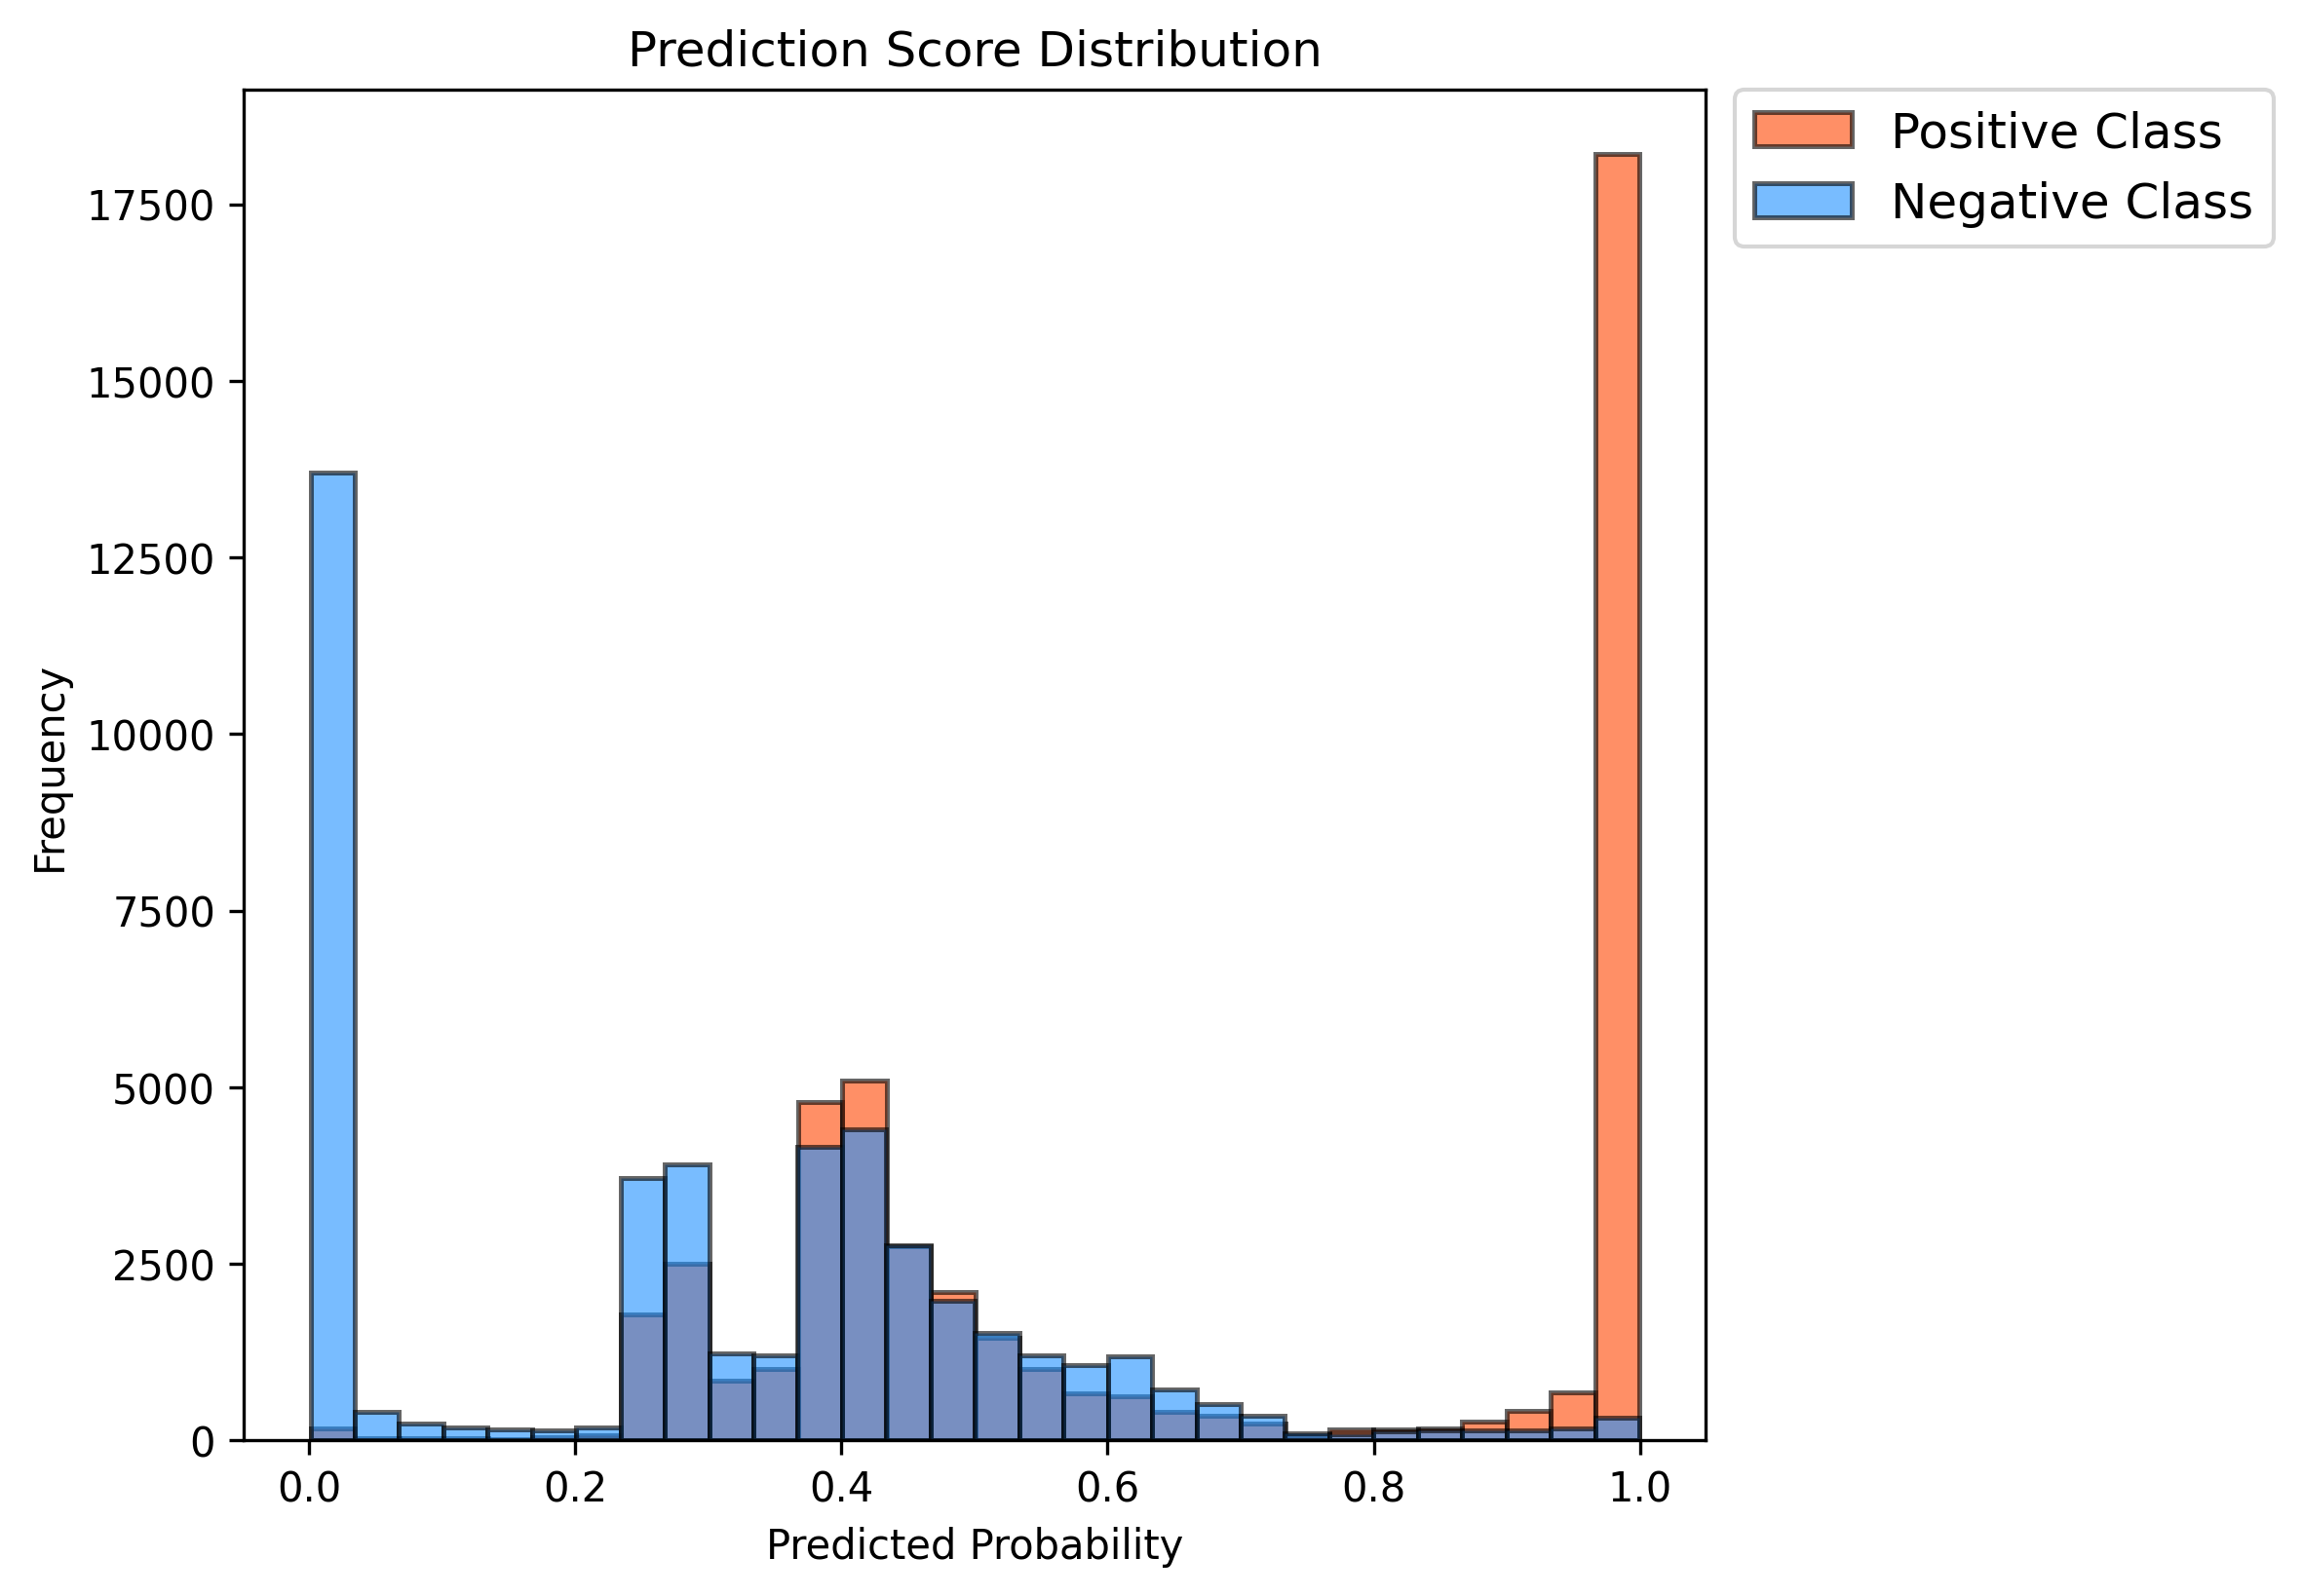 Prediction Score Distribution
Positive Class
Negative Class
17500
15000
12500
10000
7500
5000
2500
0
Frequency
0.0 0.2 0.4 0.6 0.8 1.0
Predicted Probability